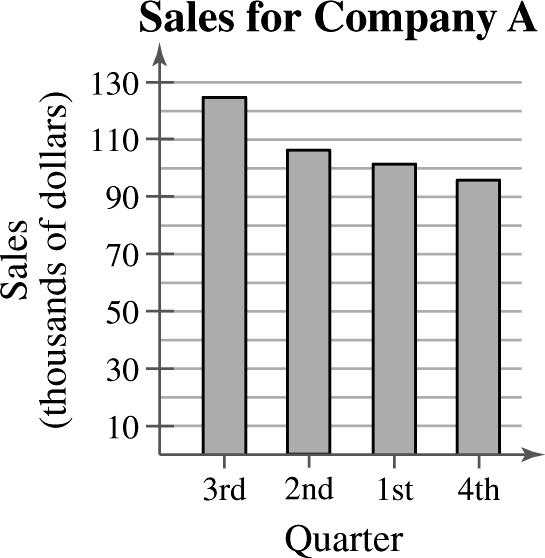 Sales for Company A
Sales
(thousands of dollars)
130
110
90
70
50
30
10
3rd 2nd 1st 4th
Quarter